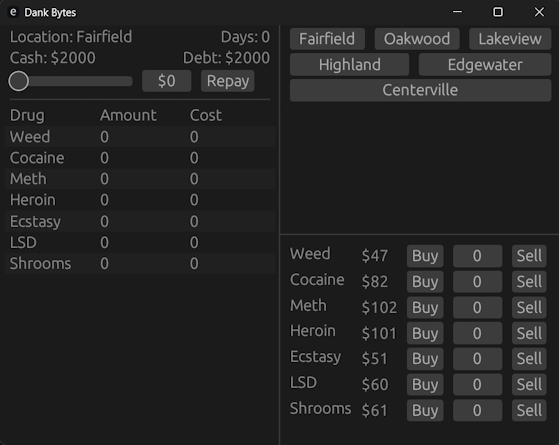 e Dank Bytes
Location: Fairfield Days: 0
Cash: $2000 Debt: $2000
$0 Repay
Drug Amount Cost
Weed 0 0
Cocaine 0 0
Meth 0 0
Heroin 0 0
Ecstasy 0 0
LSD 0 0
Shrooms 0 0
Fairfield Oakwood Lakeview
Highland Edgewater
Centerville
Weed $47 Buy 0 Sell
Cocaine $82 Buy 0 Sell
Meth $102 Buy 0 Sell
Heroin $101 Buy 0 Sell
Ecstasy $51 Buy 0 Sell
LSD $60 Buy 0 Sell
Shrooms $61 Buy 0 Sell